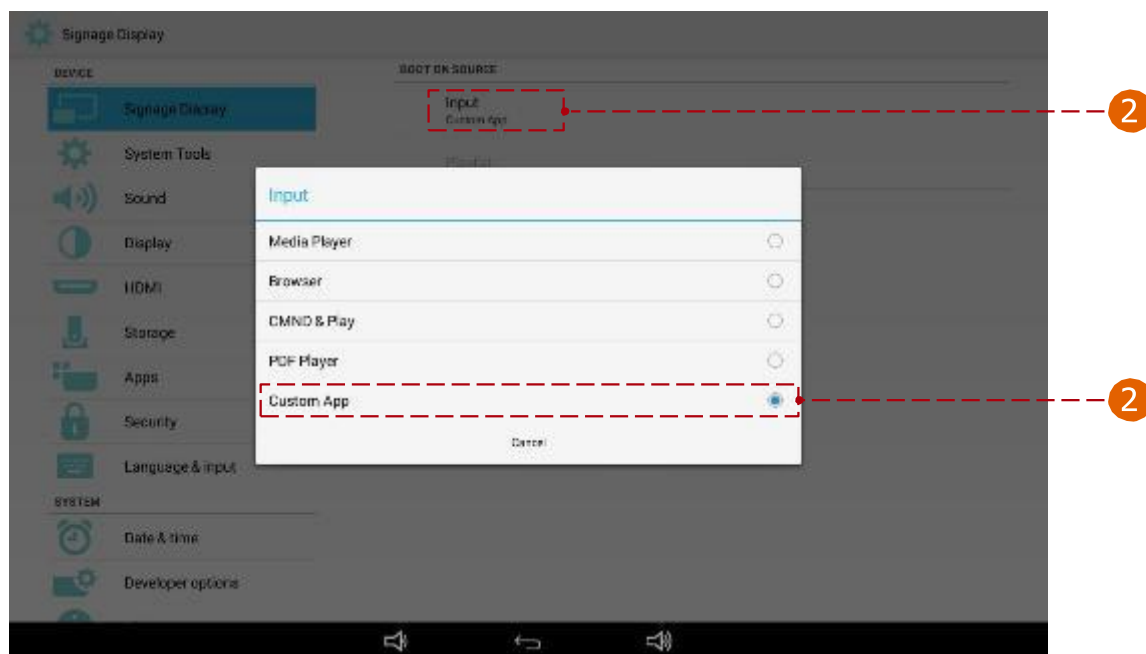 Signage Display
DEVICE
BOOT ON SOURCE
Signage Display
Input
Custom App
2
System Tools
Playlist
Sound
Input
Display
Media Player
HDMI
Browser
Storage
CMND & Play
Apps
PDF Player
Custom App
2
Security
Cancel
Language & input
SYSTEM
Date & time
Developer options